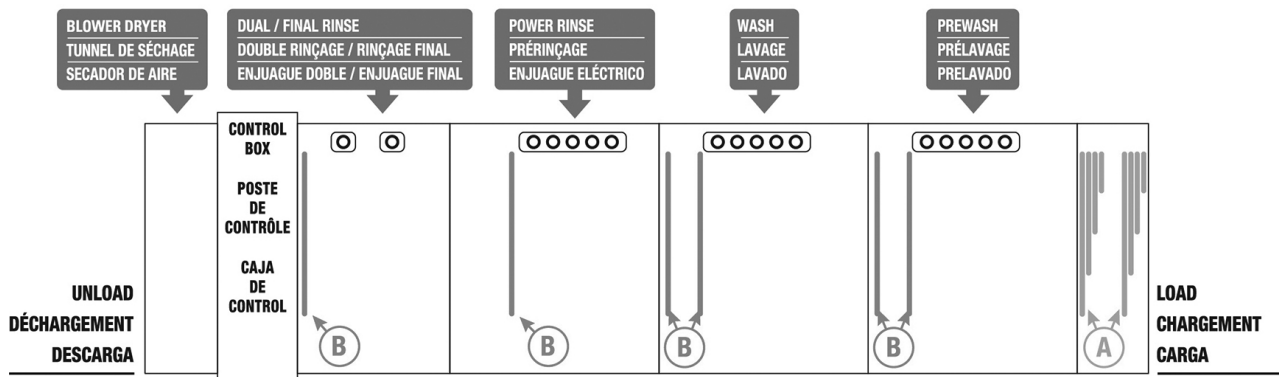 BLOWER DRYER
TUNNEL DE SÉCHAGE
SECADOR DE AIRE
DUAL / FINAL RINSE
DOUBLE RINÇAGE / RINÇAGE FINAL
ENJUAGUE DOBLE / ENJUAGUE FINAL
POWER RINSE
PRÉRINÇAGE
ENJUAGUE ELÉCTRICO
WASH
LAVAGE
LAVADO
PREWASH
PRÉLAVAGE
PRELAVADO
CONTROL
BOX
POSTE
DE
CONTRÔLE
CAJA
DE
CONTROL
UNLOAD
DÉCHARGEMENT
DESCARGA
B
B
B
B
A
LOAD
CHARGEMENT
CARGA